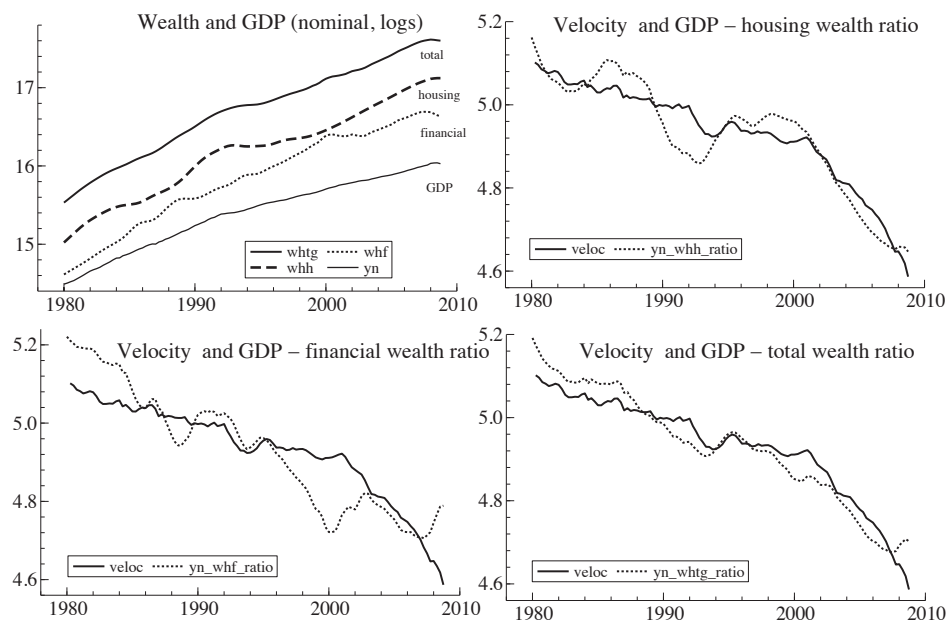 Wealth and GDP (nominal, logs)
total
housing
financial
GDP
17
16
15
whtg whf
whh yn
1980 1990 2000 2010
Velocity and GDP – housing wealth ratio
5.2
5.0
4.8
4.6
veloc yn_whh_ratio
1980 1990 2000 2010
Velocity and GDP – financial wealth ratio
5.2
5.0
4.8
4.6
veloc yn_whf_ratio
1980 1990 2000 2010
Velocity and GDP – total wealth ratio
5.2
5.0
4.8
4.6
veloc yn_whtg_ratio
1980 1990 2000 2010